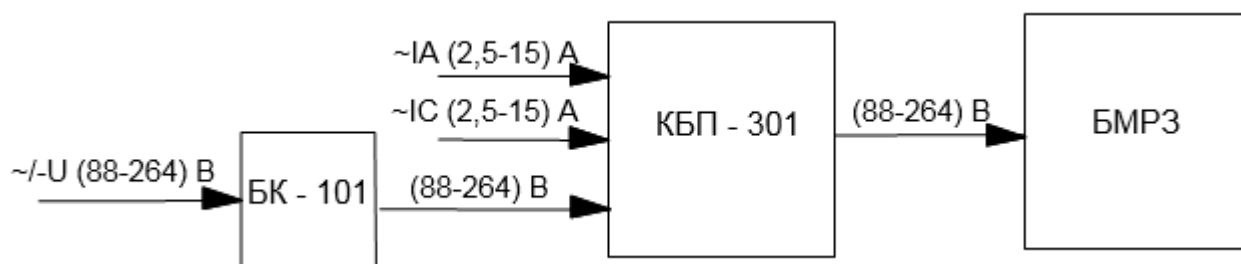 ~IA (2,5-15) А
~IC (2,5-15) А
КБП - 301
(88-264) В
БМРЗ
~/-U (88-264) В
БК - 101
(88-264) В